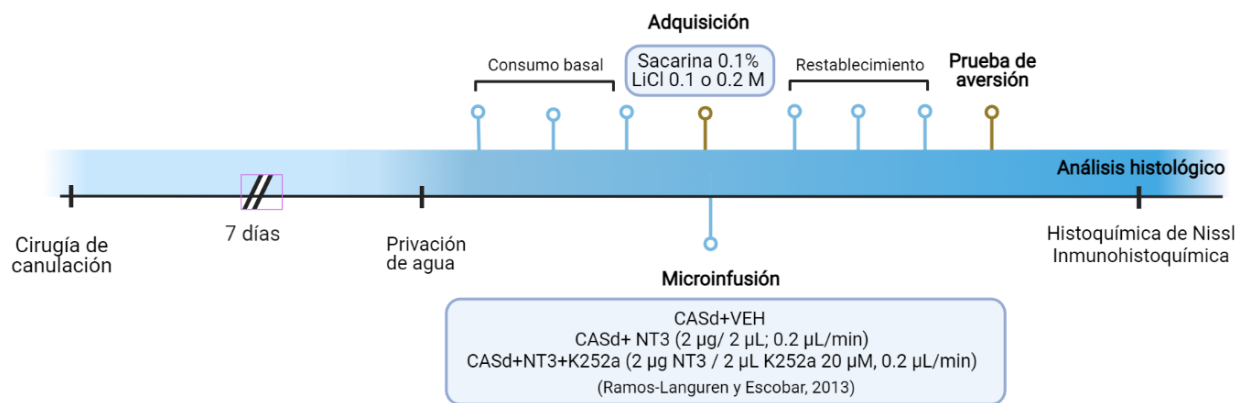 Adquisición
Consumo basal
Sacarina 0.1%
LiCl 0.1 o 0.2 M
Restablecimiento
Prueba de
aversión
Análisis histológico
Cirugía de
canulación
7 días
Privación
de agua
Histoquímica de Nissl
Inmunohistoquímica
Microinfusión
CASd+VEH
CASd+ NT3 (2 µg/ 2 µL; 0.2 µL/min)
CASd+NT3+K252a (2 µg NT3 / 2 µL K252a 20 µM, 0.2 µL/min)
(Ramos-Languren y Escobar, 2013)